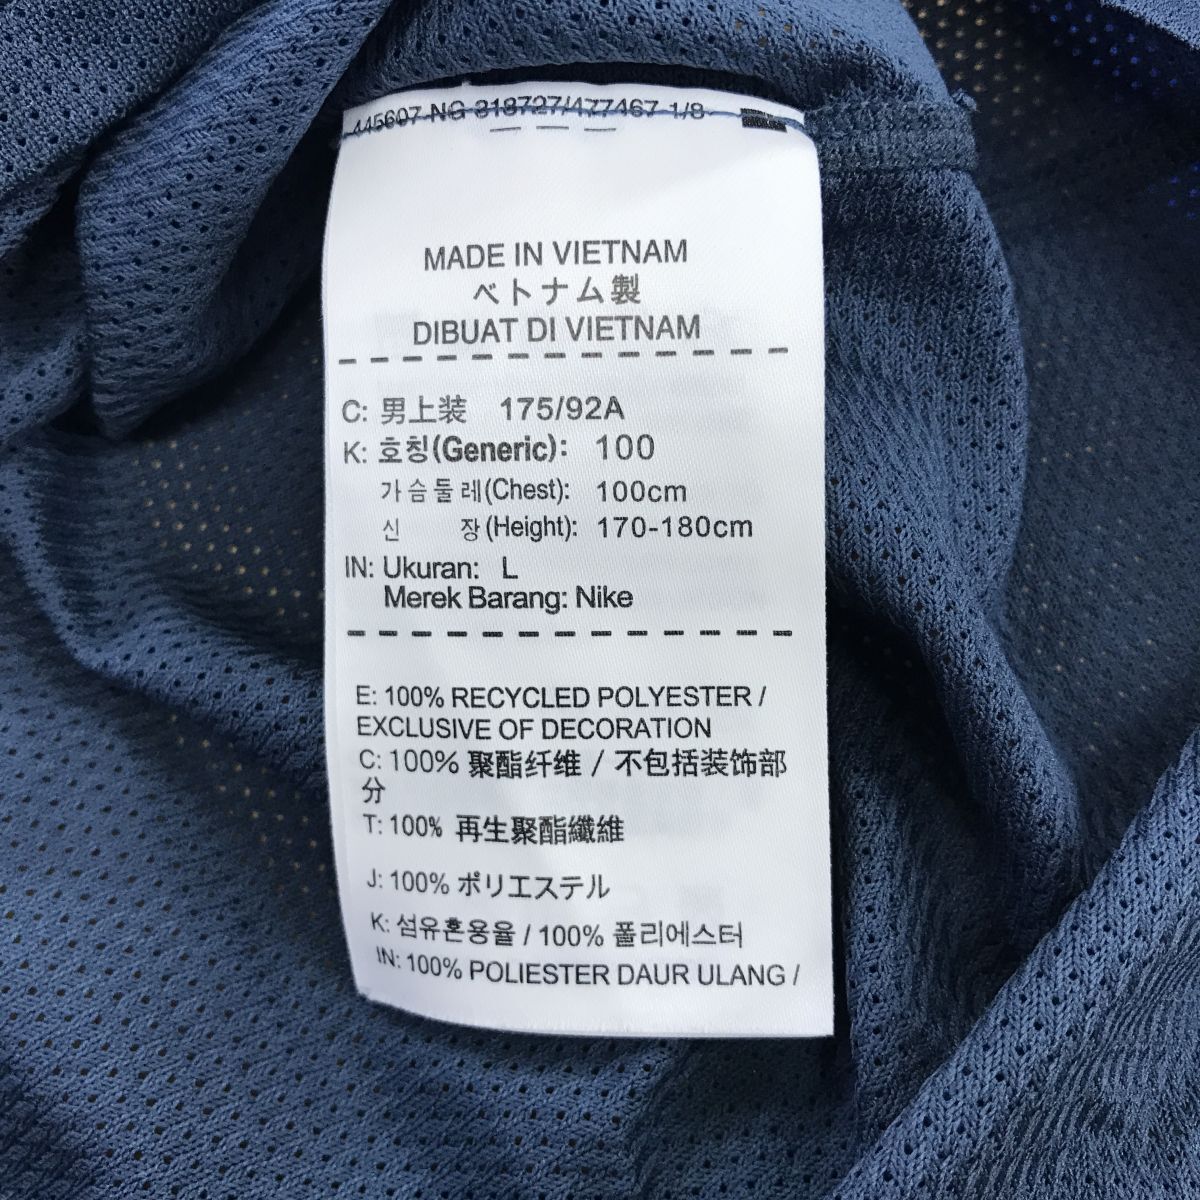 445607 NG 318727/477467 1/8
MADE IN VIETNAM
ベトナム製
DIBUAT DI VIETNAM
C: 男上装 175/92A
K: 호칭(Generic): 100
가슴둘레(Chest): 100cm
신 장(Height): 170-180cm
IN: Ukuran: L
Merek Barang: Nike
E: 100% RECYCLED POLYESTER /
EXCLUSIVE OF DECORATION
C: 100% 聚酯纤维 / 不包括装饰部
分
T: 100% 再生聚酯纖維
J: 100% ポリエステル
K: 섬유혼용율 / 100% 폴리에스터
IN: 100% POLIESTER DAUR ULANG /